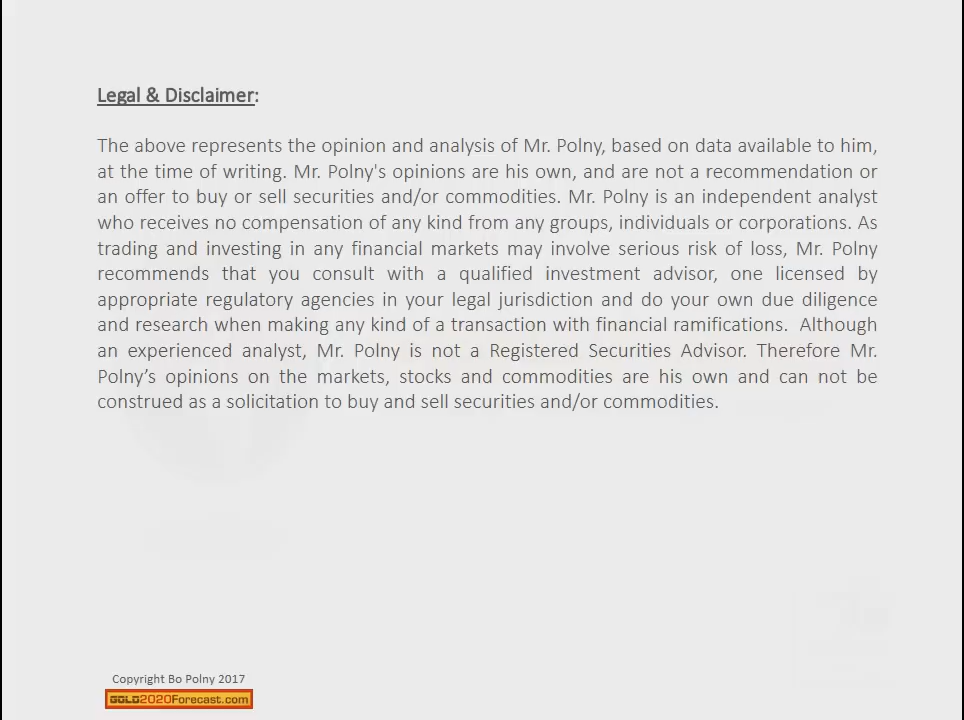 Legal & Disclaimer:
The above represents the opinion and analysis of Mr. Polny, based on data available to him,
at the time of writing. Mr. Polny's opinions are his own, and are not a recommendation or
an offer to buy or sell securities and/or commodities. Mr. Polny is an independent analyst
who receives no compensation of any kind from any groups, individuals or corporations. As
trading and investing in any financial markets may involve serious risk of loss, Mr. Polny
recommends that you consult with a qualified investment advisor, one licensed by
appropriate regulatory agencies in your legal jurisdiction and do your own due diligence
and research when making any kind of a transaction with financial ramifications.  Although
an experienced analyst, Mr. Polny is not a Registered Securities Advisor. Therefore Mr.
Polny’s opinions on the markets, stocks and commodities are his own and can not be
construed as a solicitation to buy and sell securities and/or commodities.
Copyright Bo Polny 2017
GOLD2020Forecast.com